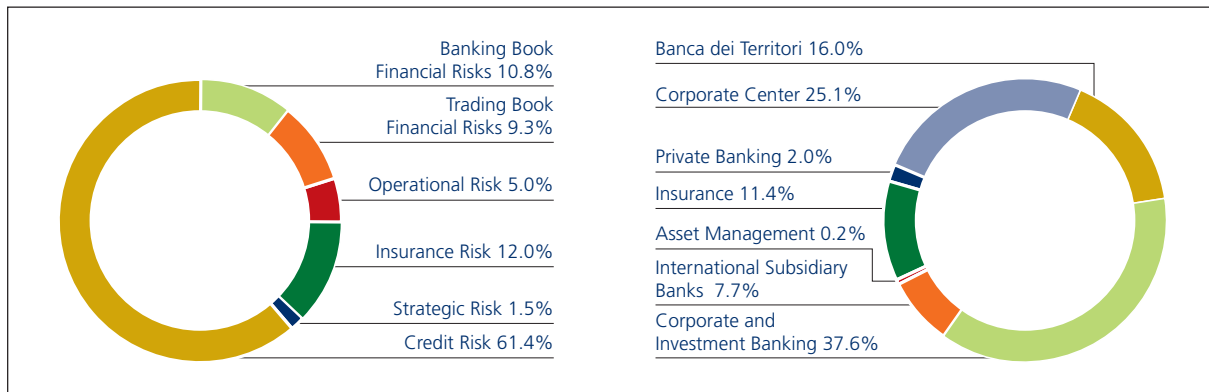 Banking Book
Financial Risks 10.8%
Trading Book
Financial Risks 9.3%
Operational Risk 5.0%
Insurance Risk 12.0%
Strategic Risk 1.5%
Credit Risk 61.4%
Banca dei Territori 16.0%
Corporate Center 25.1%
Private Banking 2.0%
Insurance 11.4%
Asset Management 0.2%
International Subsidiary
Banks 7.7%
Corporate and
Investment Banking 37.6%